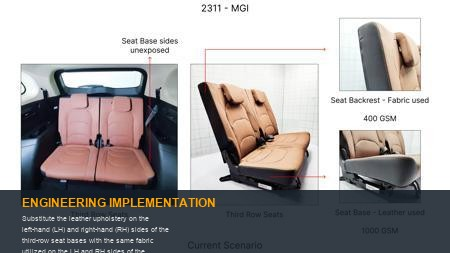 2311 - MGI
Seat Base sides
unexposed
Seat Backrest - Fabric used
400 GSM
ENGINEERING IMPLEMENTATION
Substitute the leather upholstery on the
left-hand (LH) and right-hand (RH) sides of the
third-row seat bases with the same fabric
utilized on the LH and RH sides of the
Third Row Seats
Third Row Seats
Seat Base - Leather used
1000 GSM
Current Scenario